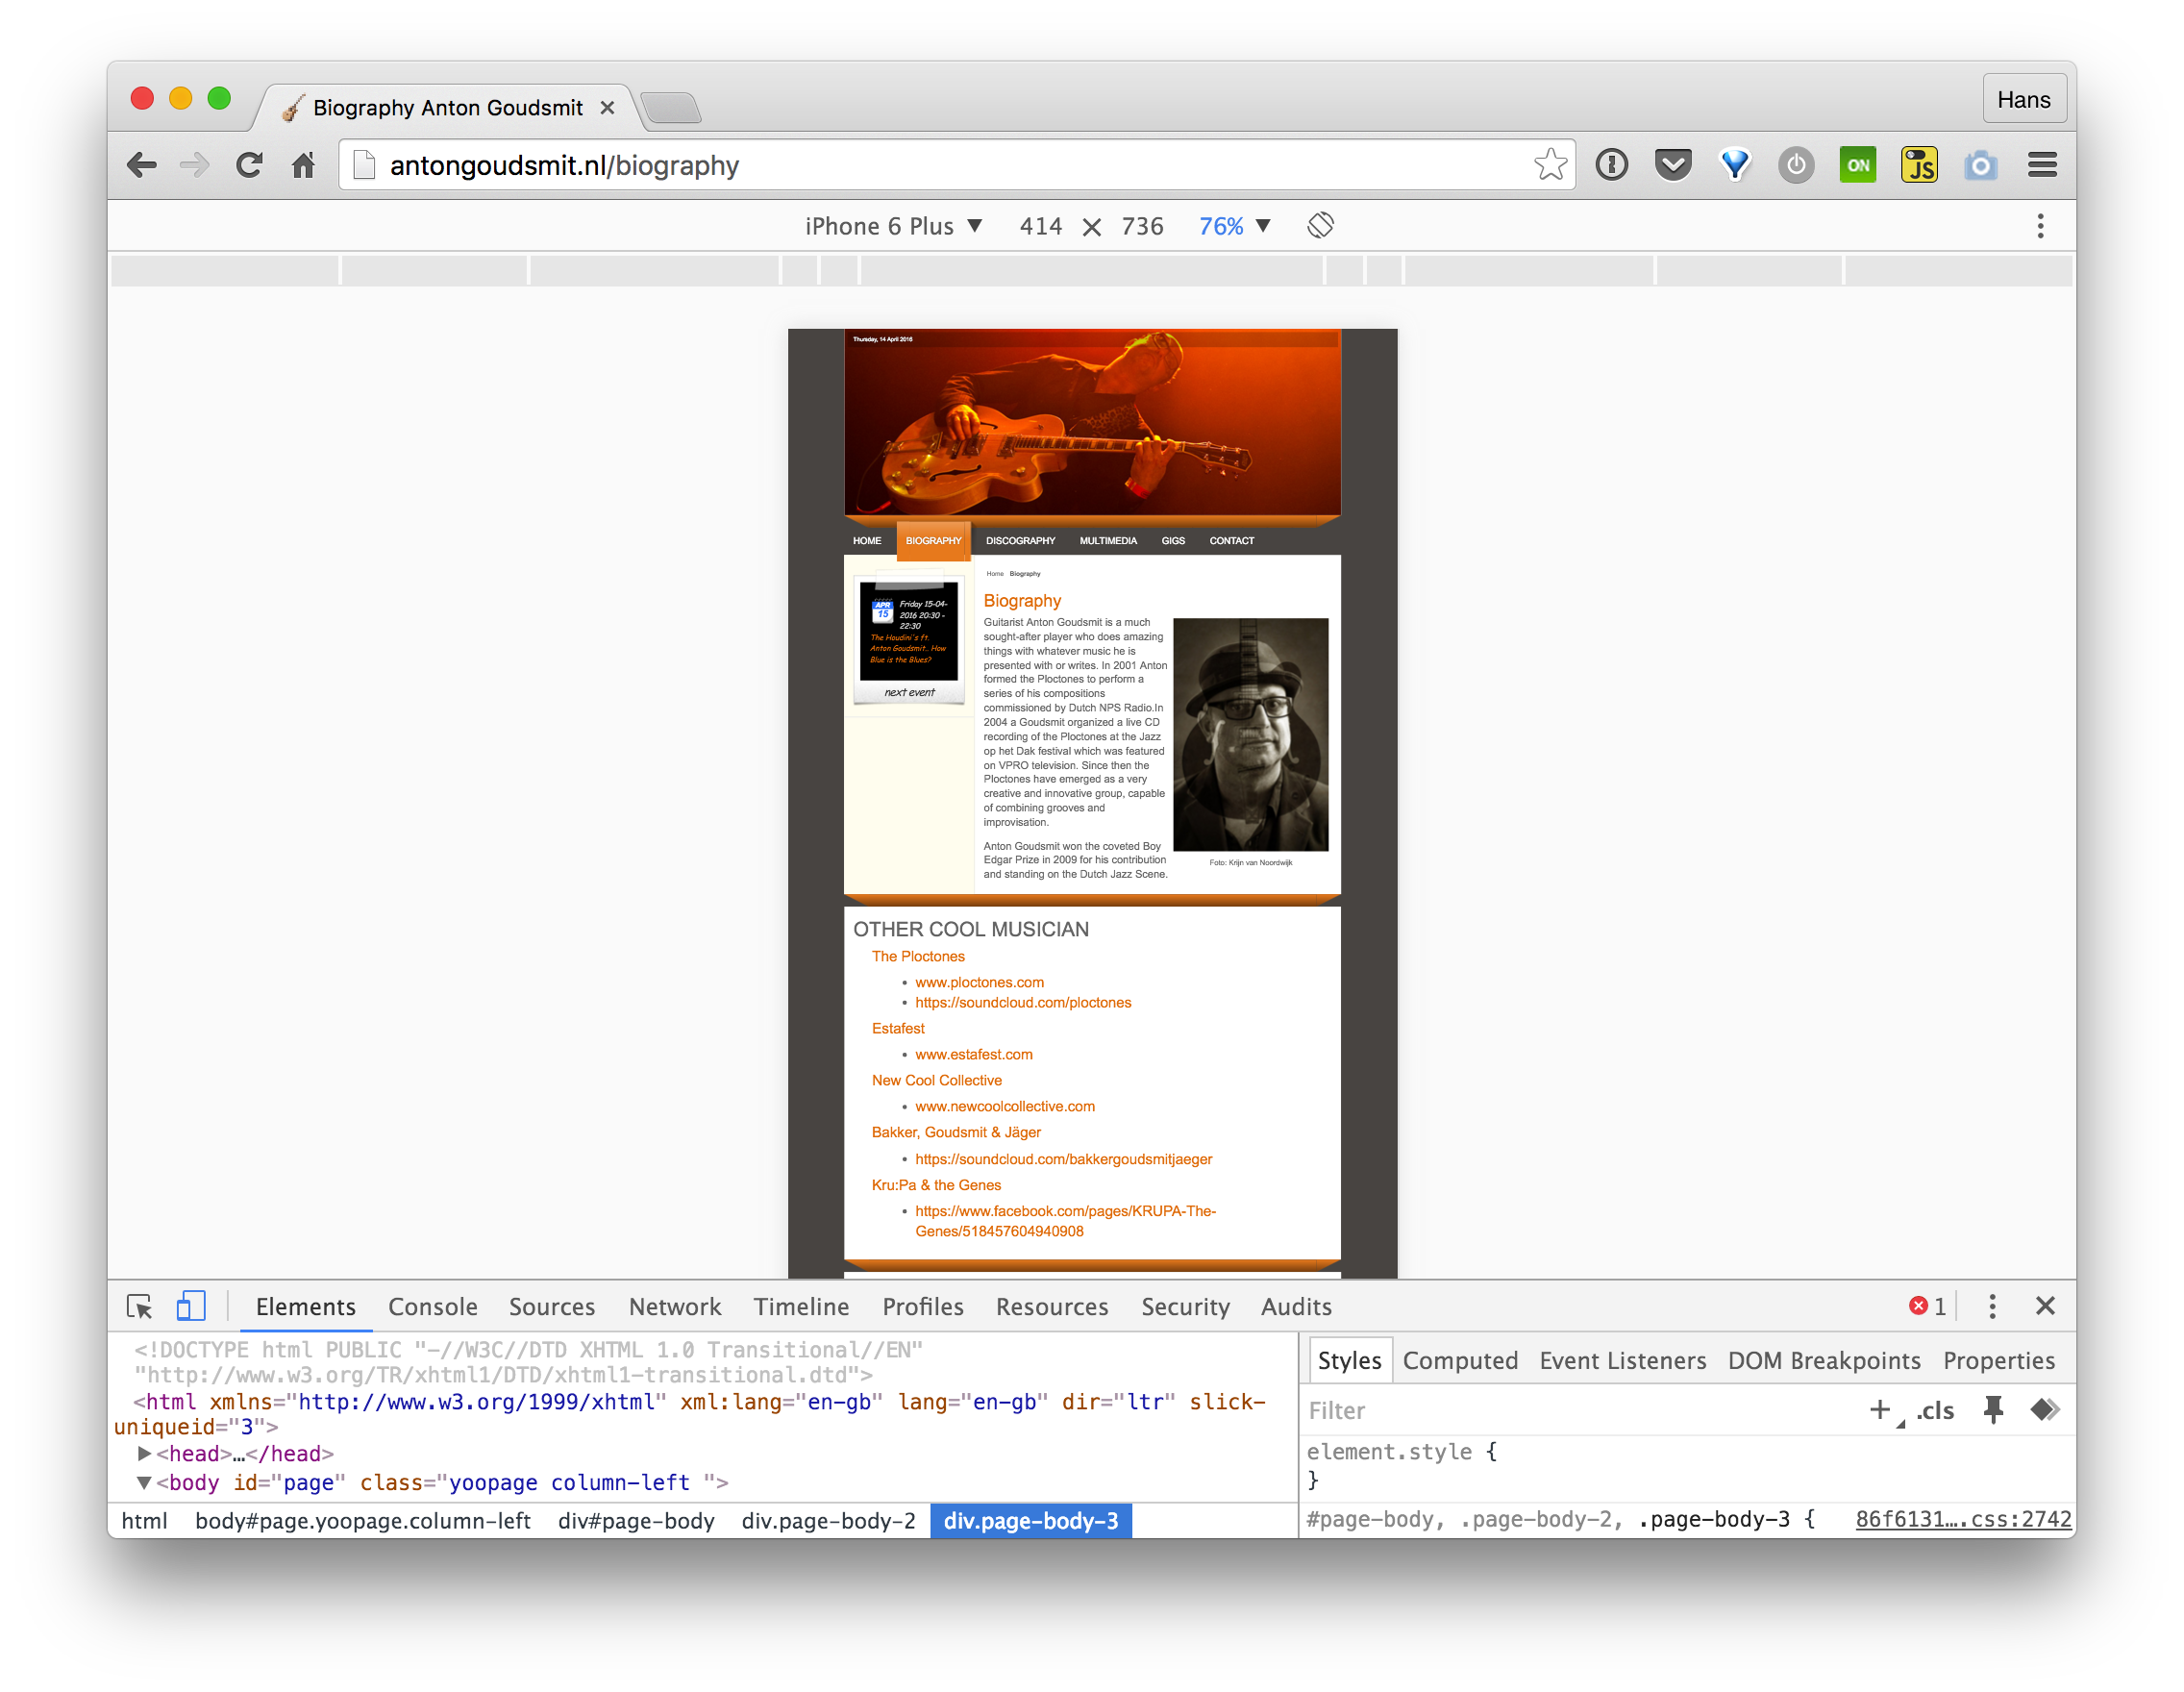 Biography Anton Goudsmit ×
Hans
antongoudsmit.nl/biography
ON
JS
iPhone 6 Plus ▼ 414 × 736 76% ▼
Thursday, 14 April 2016
HOME BIOGRAPHY DISCOGRAPHY MULTIMEDIA GIGS CONTACT
APR
15
Friday 15-04-
2016 20:30 -
22:30
The Houdini's ft.
Anton Goudsmit.. How
Blue is the Blues?
next event
Home Biography
Biography
Guitarist Anton Goudsmit is a much
sought-after player who does amazing
things with whatever music he is
presented with or writes. In 2001 Anton
formed the Ploctones to perform a
series of his compositions
commissioned by Dutch NPS Radio.In
2004 a Goudsmit organized a live CD
recording of the Ploctones at the Jazz
op het Dak festival which was featured
on VPRO television. Since then the
Ploctones have emerged as a very
creative and innovative group, capable
of combining grooves and
improvisation.
Anton Goudsmit won the coveted Boy
Edgar Prize in 2009 for his contribution
and standing on the Dutch Jazz Scene.
Foto: Krijn van Noordwijk
OTHER COOL MUSICIAN
The Ploctones
• www.ploctones.com
• https://soundcloud.com/ploctones
Estafest
• www.estafest.com
New Cool Collective
• www.newcoolcollective.com
Bakker, Goudsmit & Jäger
• https://soundcloud.com/bakkergoudsmitjaeger
Kru:Pa & the Genes
• https://www.facebook.com/pages/KRUPA-The-
Genes/518457604940908
Elements Console Sources Network Timeline Profiles Resources Security Audits 1
<!DOCTYPE html PUBLIC "-//W3C//DTD XHTML 1.0 Transitional//EN"
"http://www.w3.org/TR/xhtml1/DTD/xhtml1-transitional.dtd">
<html xmlns="http://www.w3.org/1999/xhtml" xml:lang="en-gb" lang="en-gb" dir="ltr" slick-
uniqueid="3">
▶<head>…</head>
▼<body id="page" class="yoopage column-left ">
html body#page.yoopage.column-left div#page-body div.page-body-2 div.page-body-3
Styles Computed Event Listeners DOM Breakpoints Properties
Filter + .cls
element.style {
}
#page-body, .page-body-2, .page-body-3 { 86f6131….css:2742